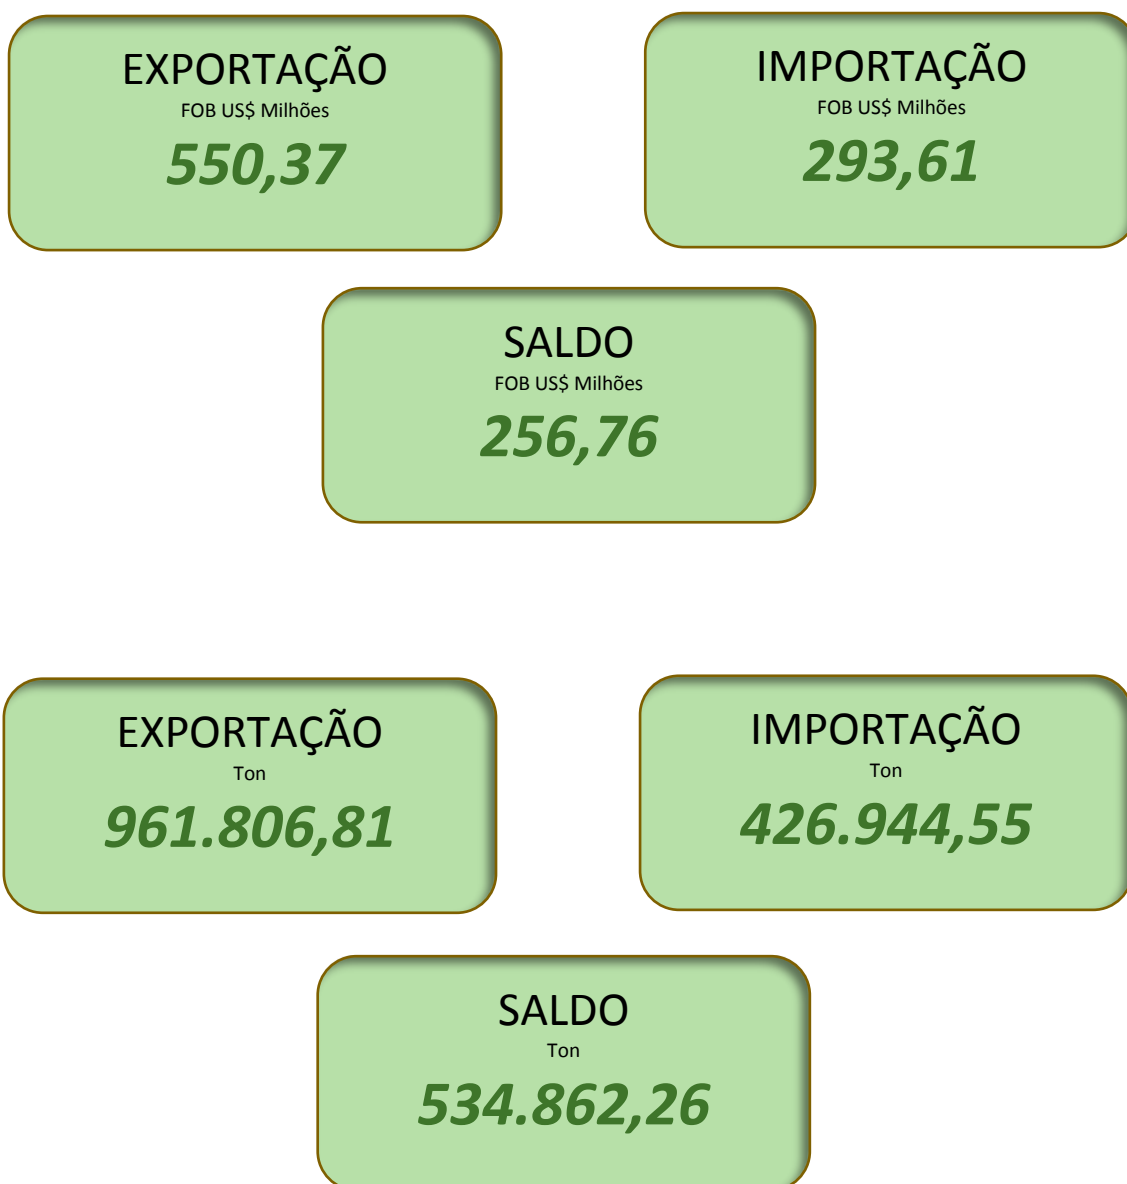 EXPORTAÇÃO
FOB US$ Milhões
550,37
IMPORTAÇÃO
FOB US$ Milhões
293,61
SALDO
FOB US$ Milhões
256,76
EXPORTAÇÃO
Ton
961.806,81
IMPORTAÇÃO
Ton
426.944,55
SALDO
Ton
534.862,26